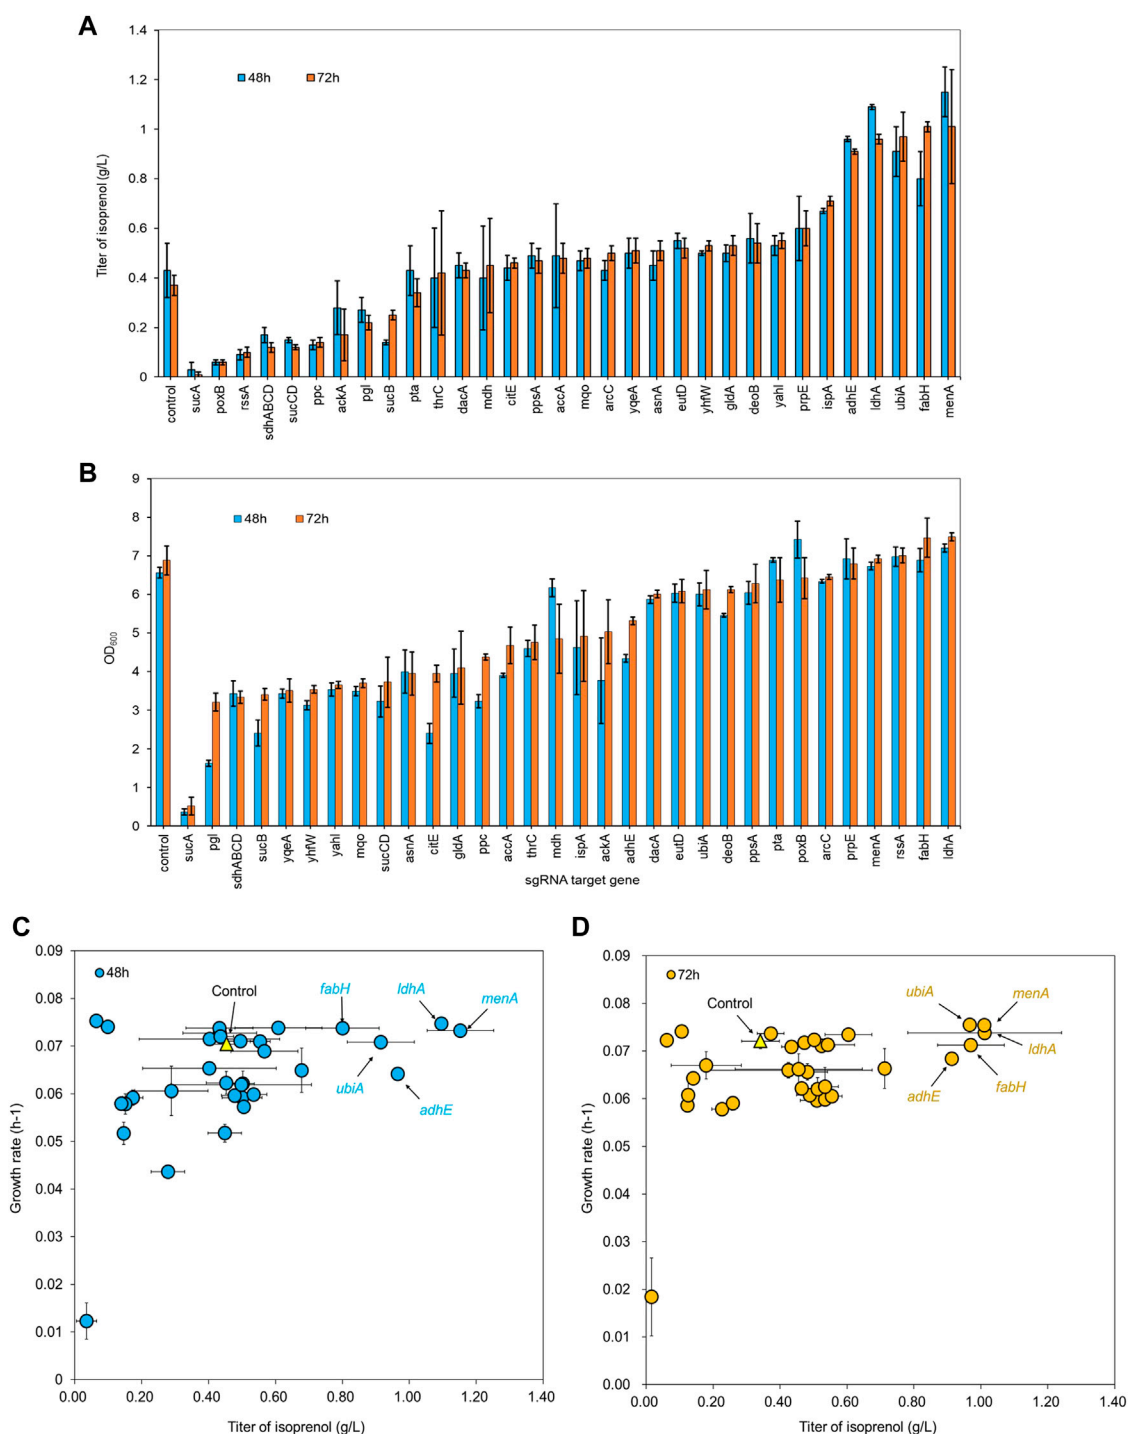 A
1.4
1.2
1
0.8
0.6
0.4
0.2
0
Titer of isoprenol (g/L)
48h 72h
control sucA poxB rssA sdhABCD sucCD ppc ackA pgl sucB pta thrC dacA mdh citE ppsA accA mqo arcC yqeA asnA eutD yhfW gldA deoB yahI prpE ispA adhE ldhA ubiA fabH menA
B
9
8
7
6
5
4
3
2
1
0
OD600
48h 72h
control sucA pgl sdhABCD sucB yqeA yhfW yahI mqo sucCD asnA citE gldA ppc accA thrC mdh ispA ackA adhE dacA eutD ubiA deoB ppsA pta poxB arcC prpE menA rssA fabH ldhA
sgRNA target gene
C
0.09
0.08
0.07
0.06
0.05
0.04
0.03
0.02
0.01
0
Growth rate (h-1)
48h
Control
fabH
ldhA
menA
ubiA
adhE
0.00 0.20 0.40 0.60 0.80 1.00 1.20 1.40
Titer of isoprenol (g/L)
D
0.09
0.08
0.07
0.06
0.05
0.04
0.03
0.02
0.01
0.00
Growth rate (h-1)
72h
Control
ubiA
menA
ldhA
fabH
adhE
0.00 0.20 0.40 0.60 0.80 1.00 1.20 1.40
Titer of isoprenol (g/L)